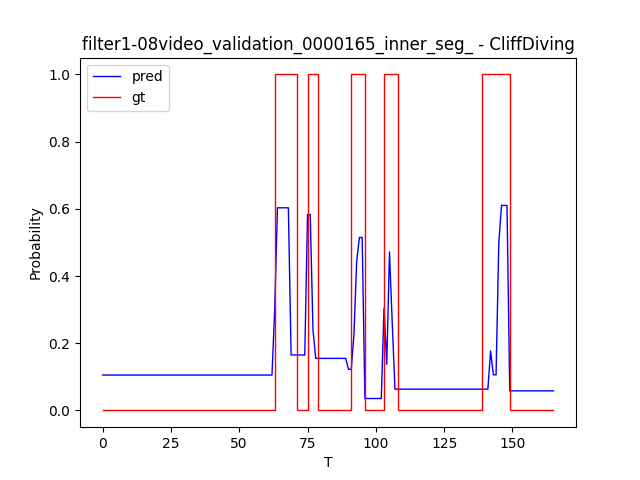 filter1-08video_validation_0000165_inner_seg_ - CliffDiving
pred
gt
1.0
0.8
0.6
0.4
0.2
0.0
Probability
0 25 50 75 100 125 150
T